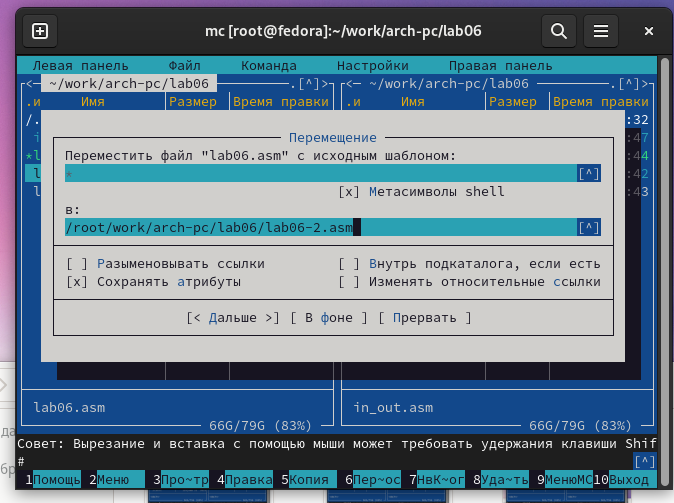 mc [root@fedora]:~/work/arch-pc/lab06
Левая панель Файл Команда Настройки Правая панель
<— ~/work/arch-pc/lab06 .[^]> <— ~/work/arch-pc/lab06 .[^]>
.и Имя Размер Время правки .и Имя Размер Время правки
/. :32
Перемещение :47
Переместить файл "lab06.asm" с исходным шаблоном: :44
* [^] :42
[x] Метасимволы shell :43
в:
/root/work/arch-pc/lab06/lab06-2.asm [^]
[ ] Разыменовывать ссылки [ ] Внутрь подкаталога, если есть
[x] Сохранять атрибуты [ ] Изменять относительные ссылки
[< Дальше >] [ В фоне ] [ Прервать ]
lab06.asm in_out.asm
66G/79G (83%) 66G/79G (83%)
Совет: Вырезание и вставка с помощью мыши может требовать удержания клавиши Shif
# [^]
1Помощь 2Меню 3Про~тр 4Правка 5Копия 6Пер~ос 7НвК~ог 8Уда~ть 9МенюMC 10Выход